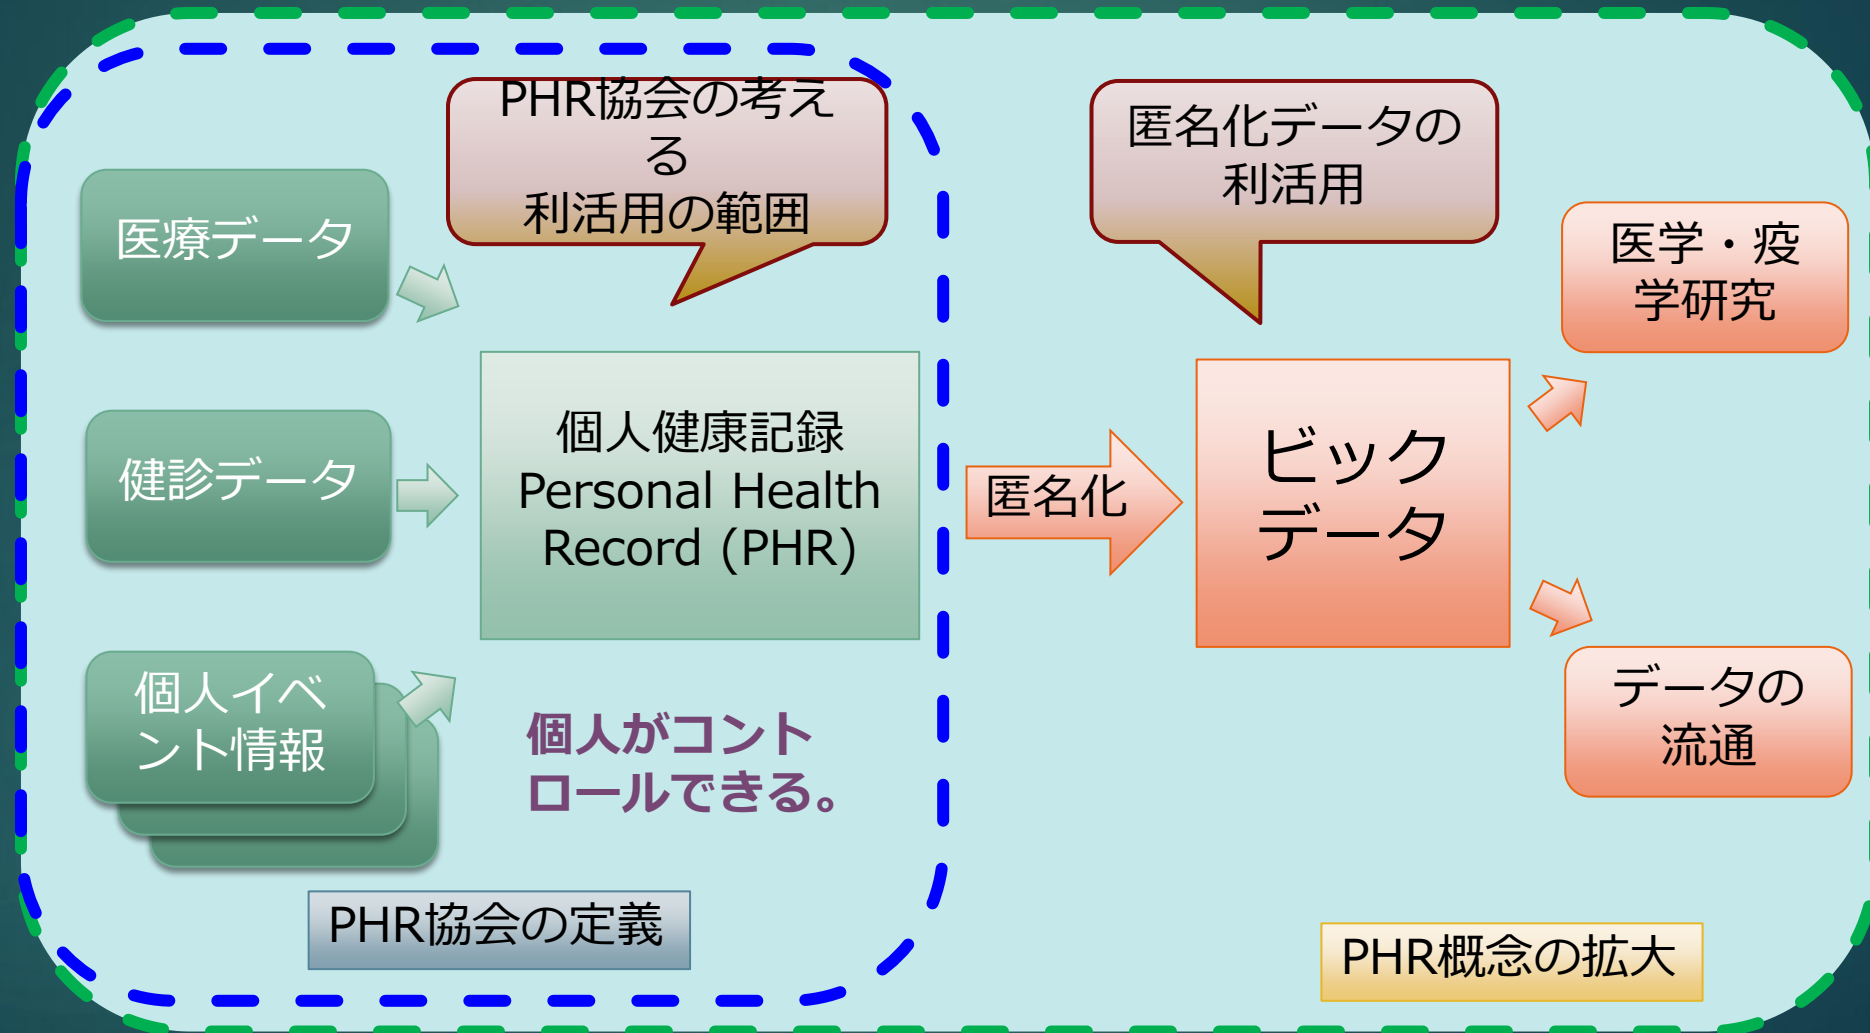 PHR協会の考え
る
利活用の範囲
匿名化データの
利活用
医療データ
医学・疫
学研究
健診データ
個人健康記録
Personal Health
Record (PHR)
匿名化
ビック
データ
個人イベ
ント情報
個人がコント
ロールできる。
データの
流通
PHR協会の定義
PHR概念の拡大